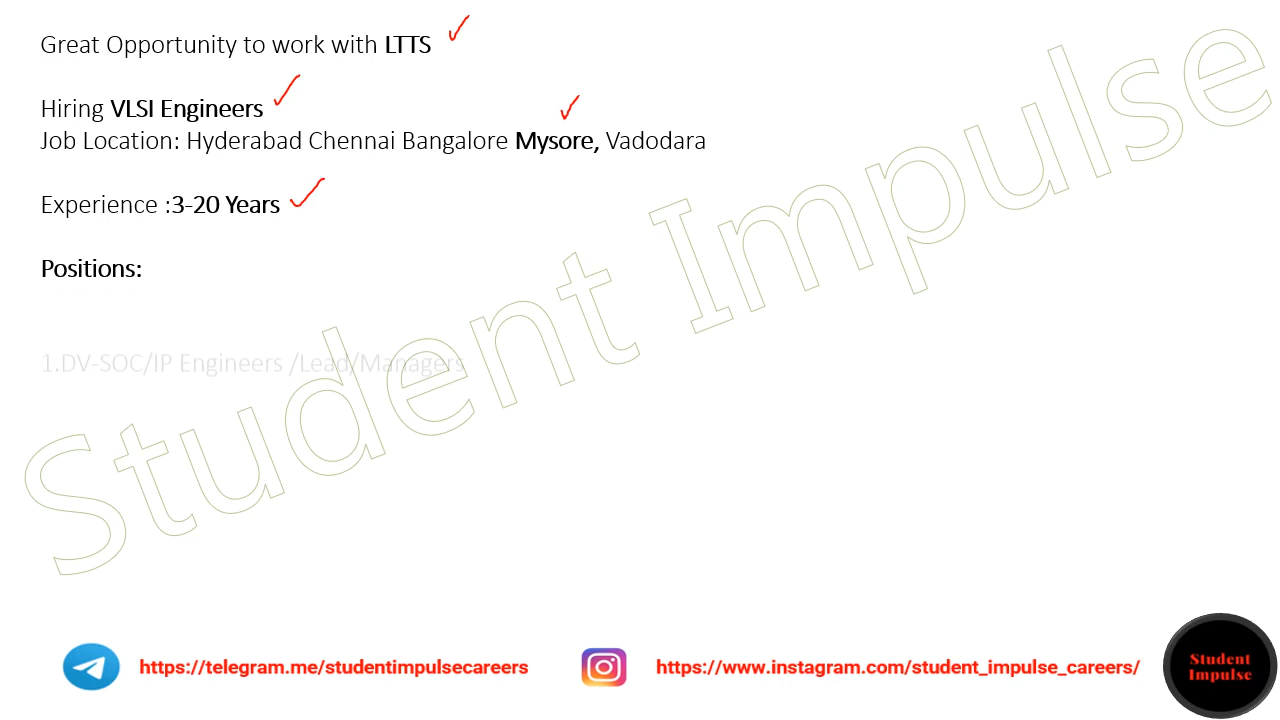 Great Opportunity to work with LTTS
Hiring VLSI Engineers
Job Location: Hyderabad Chennai Bangalore Mysore, Vadodara
Experience :3-20 Years
Positions:
1.DV-SOC/IP Engineers /Lead/Managers
Student Impulse
https://telegram.me/studentimpulsecareers
https://www.instagram.com/student_impulse_careers/
Student
Impulse